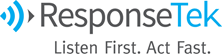 ResponseTek
Listen First. Act Fast.